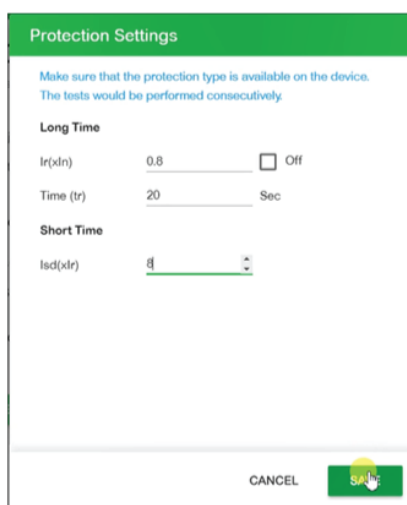 Protection Settings
Make sure that the protection type is available on the device.
The tests would be performed consecutively.
Long Time
Ir(xIn) 0.8 Off
Time (tr) 20 Sec
Short Time
Isd(xIr) 8
CANCEL SAVE